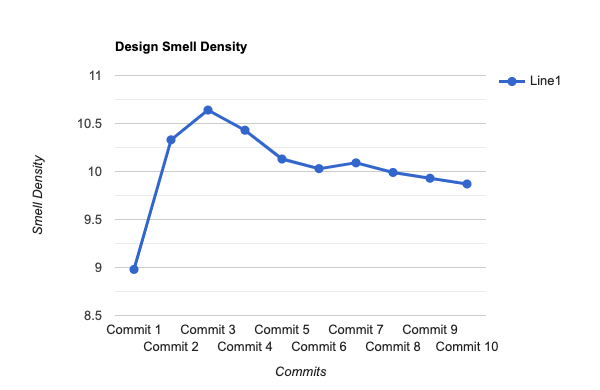 Design Smell Density
11
10.5
10
9.5
9
8.5
Smell Density
Line1
Commit 1 Commit 3 Commit 5 Commit 7 Commit 9
Commit 2 Commit 4 Commit 6 Commit 8 Commit 10
Commits